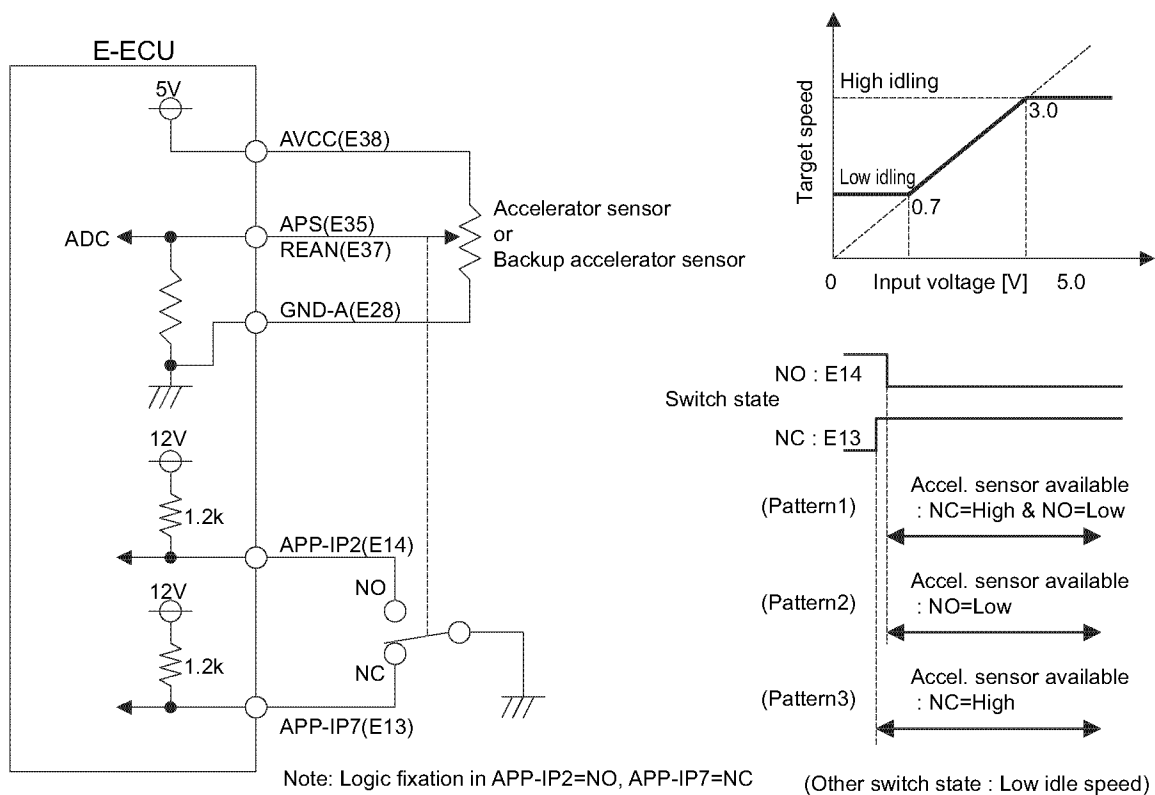 E-ECU
5V
AVCC(E38)
APS(E35)
REAN(E37)
ADC
Accelerator sensor
or
Backup accelerator sensor
GND-A(E28)
12V
1.2k
APP-IP2(E14)
NO
12V
1.2k
NC
APP-IP7(E13)
Note: Logic fixation in APP-IP2=NO, APP-IP7=NC
Target speed
High idling
3.0
Low idling
0.7
0 Input voltage [V] 5.0
NO : E14
Switch state
NC : E13
(Pattern1)
Accel. sensor available
: NC=High & NO=Low
(Pattern2)
Accel. sensor available
: NO=Low
(Pattern3)
Accel. sensor available
: NC=High
(Other switch state : Low idle speed)